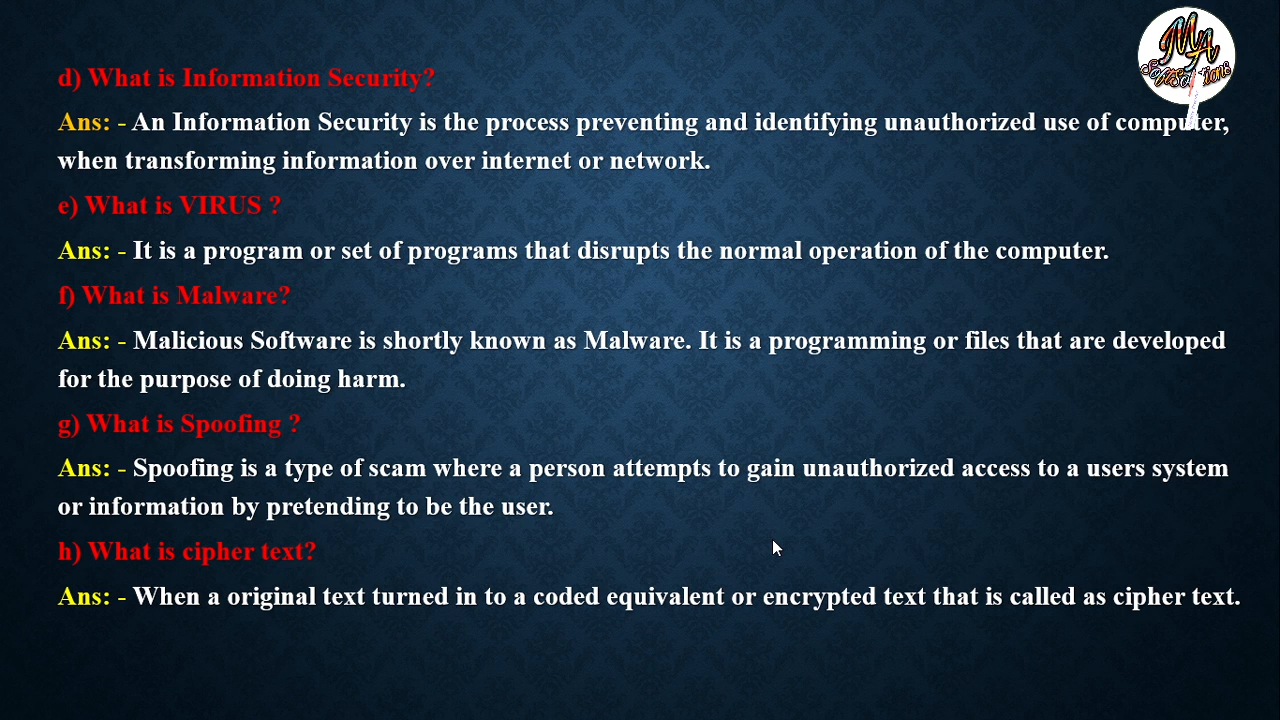 MA
Solutions
d) What is Information Security?
Ans: - An Information Security is the process preventing and identifying unauthorized use of computer,
when transforming information over internet or network.
e) What is VIRUS ?
Ans: - It is a program or set of programs that disrupts the normal operation of the computer.
f) What is Malware?
Ans: - Malicious Software is shortly known as Malware. It is a programming or files that are developed
for the purpose of doing harm.
g) What is Spoofing ?
Ans: - Spoofing is a type of scam where a person attempts to gain unauthorized access to a users system
or information by pretending to be the user.
h) What is cipher text?
Ans: - When a original text turned in to a coded equivalent or encrypted text that is called as cipher text.